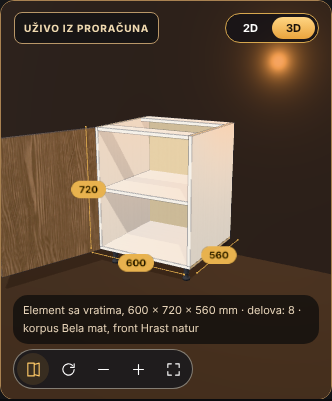 UŽIVO IZ PRORAČUNA
2D 3D
720
600
560
Element sa vratima, 600 × 720 × 560 mm · delova: 8 ·
korpus Bela mat, front Hrast natur